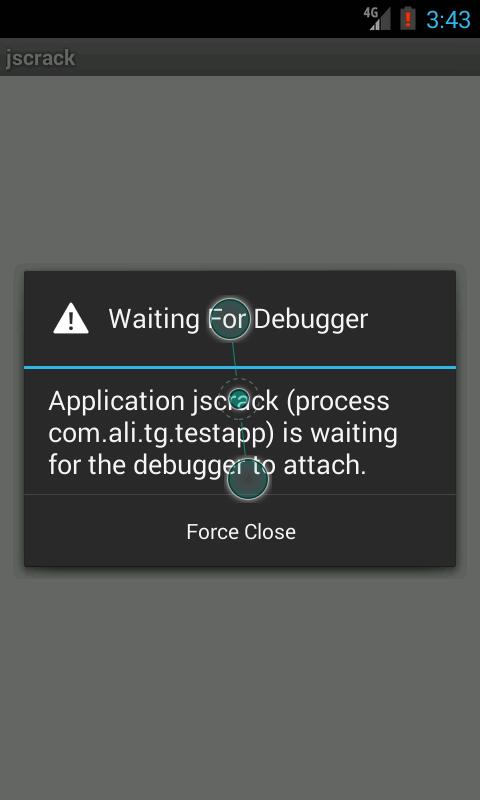 4G 3:43
jscrack
Waiting For Debugger
Application jscrack (process
com.ali.tg.testapp) is waiting
for the debugger to attach.
Force Close